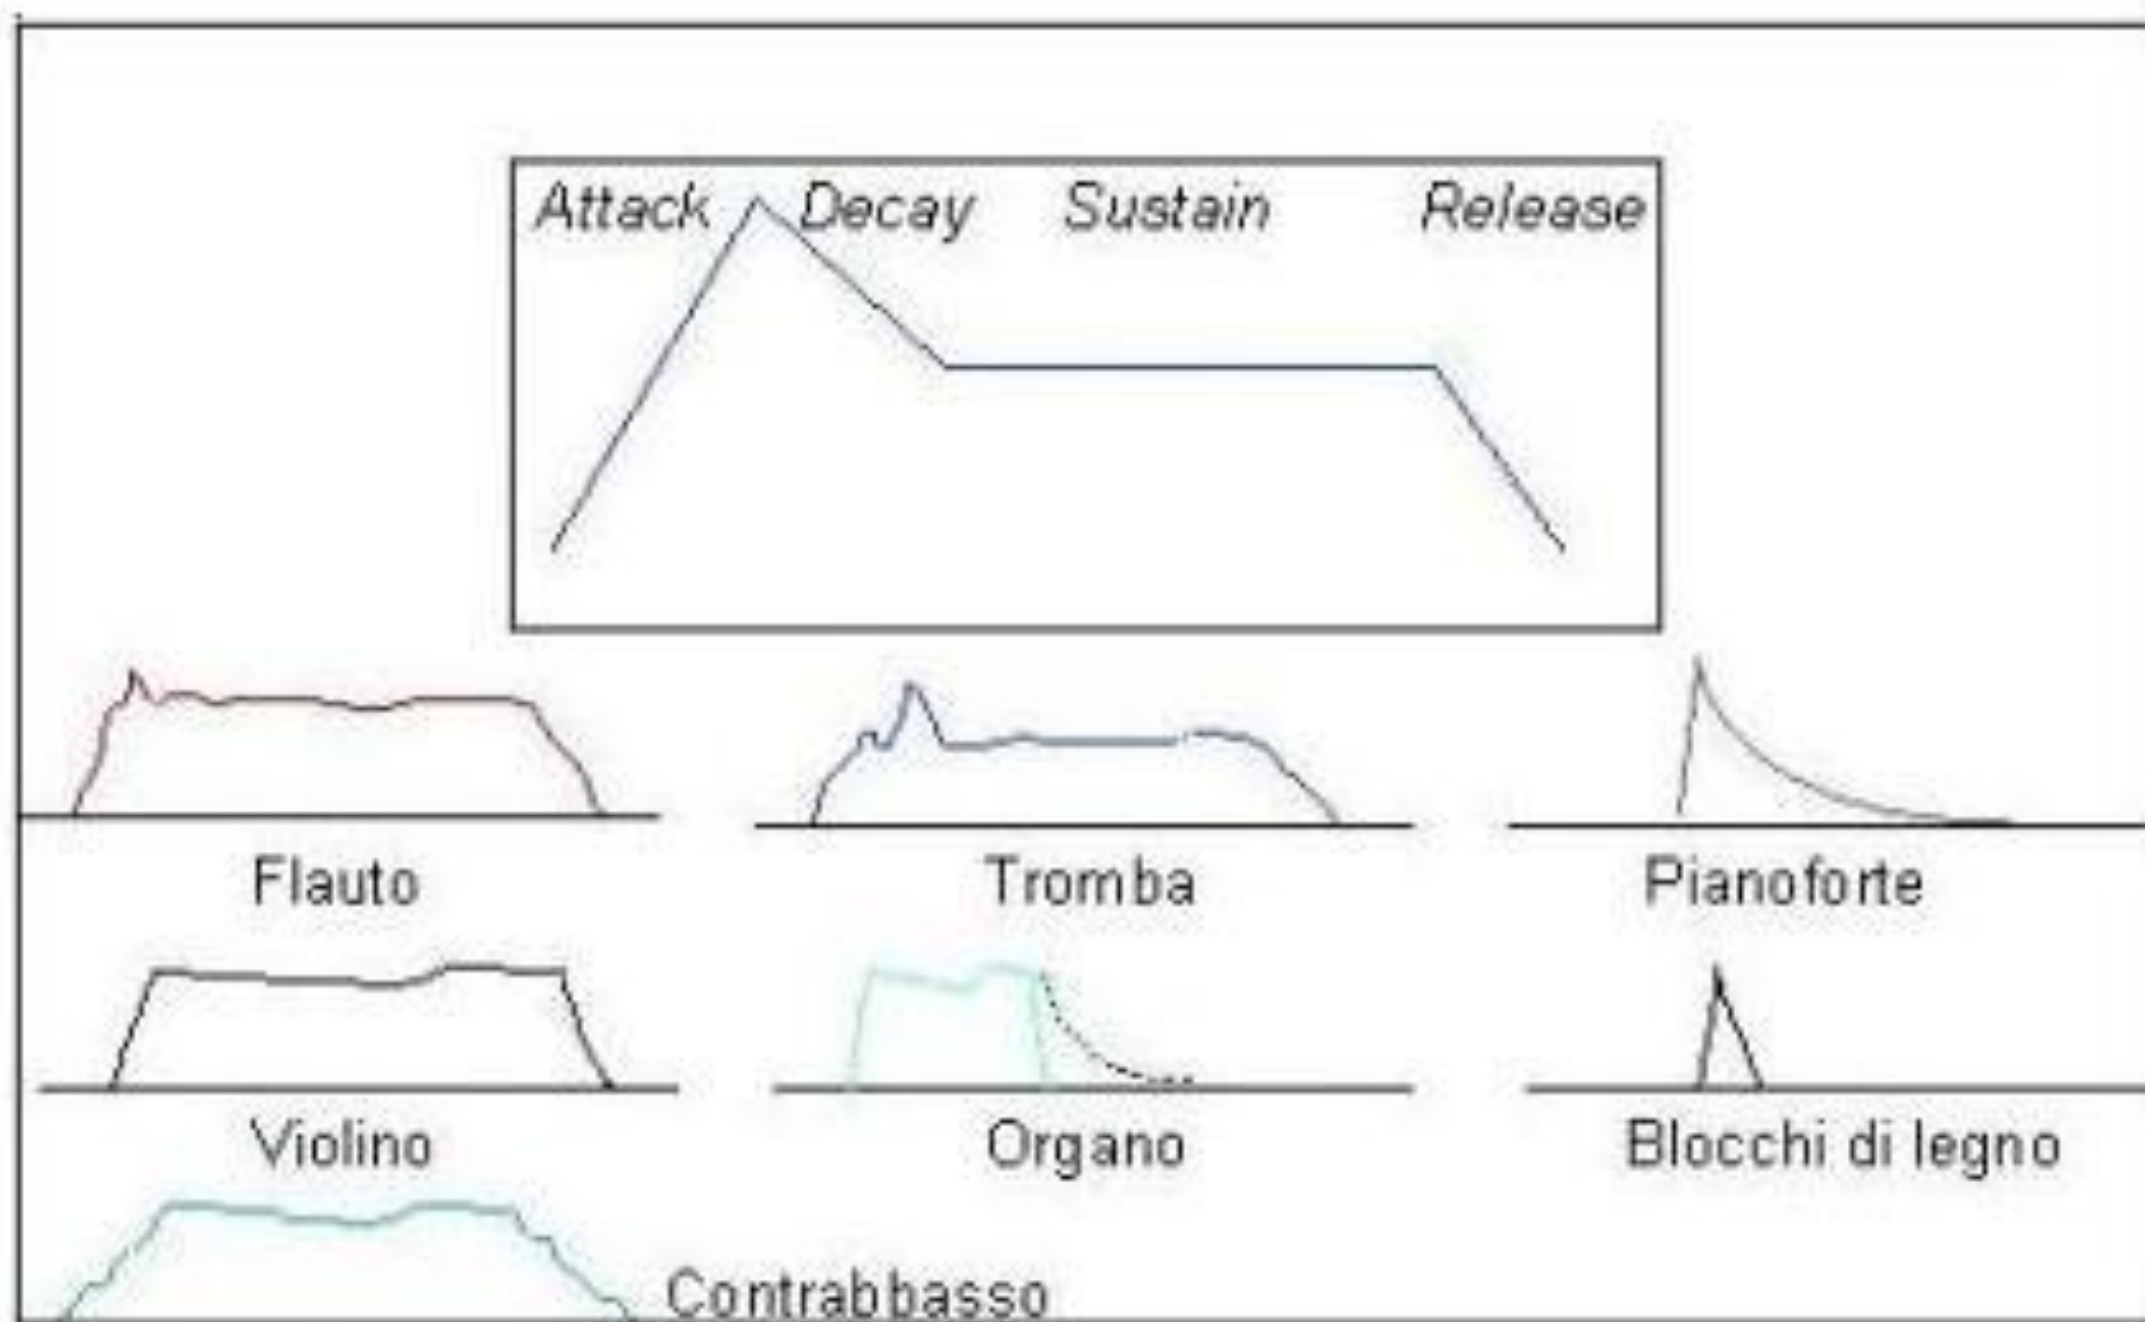 Attack Decay Sustain Release
Flauto Tromba Pianoforte
Violino Organo Blocchi di legno
Contrabbasso